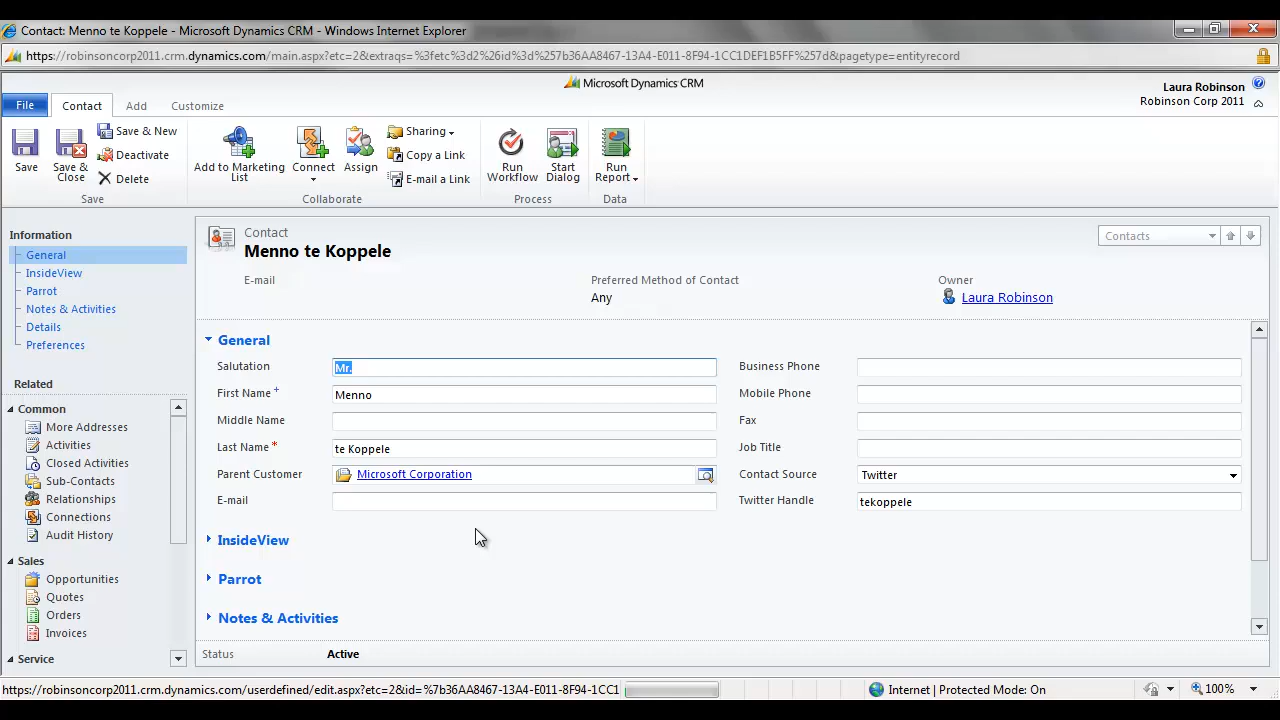 Contact: Menno te Koppele - Microsoft Dynamics CRM - Windows Internet Explorer
https://robinsoncorp2011.crm.dynamics.com/main.aspx?etc=2&extraqs=%3fetc%3d2%26id%3d%257b36AA8467-13A4-E011-8F94-1CC1DEF1B5FF%257d&pagetype=entityrecord
Microsoft Dynamics CRM
Laura Robinson
Robinson Corp 2011
File Contact Add Customize
Save
Save & Close
Save & New
Deactivate
Delete
Save
Add to Marketing List
Connect
Assign
Sharing
Copy a Link
E-mail a Link
Collaborate
Run Workflow
Start Dialog
Process
Run Report
Data
Information
General
InsideView
Parrot
Notes & Activities
Details
Preferences
Related
Common
More Addresses
Activities
Closed Activities
Sub-Contacts
Relationships
Connections
Audit History
Sales
Opportunities
Quotes
Orders
Invoices
Service
Contact
Menno te Koppele
Contacts
E-mail
Preferred Method of Contact
Any
Owner
Laura Robinson
General
Salutation Mr.
First Name + Menno
Middle Name
Last Name * te Koppele
Parent Customer Microsoft Corporation
E-mail
Business Phone
Mobile Phone
Fax
Job Title
Contact Source Twitter
Twitter Handle tekoppele
InsideView
Parrot
Notes & Activities
Status Active
https://robinsoncorp2011.crm.dynamics.com/userdefined/edit.aspx?etc=2&id=%7b36AA8467-13A4-E011-8F94-1CC1
Internet | Protected Mode: On
100%